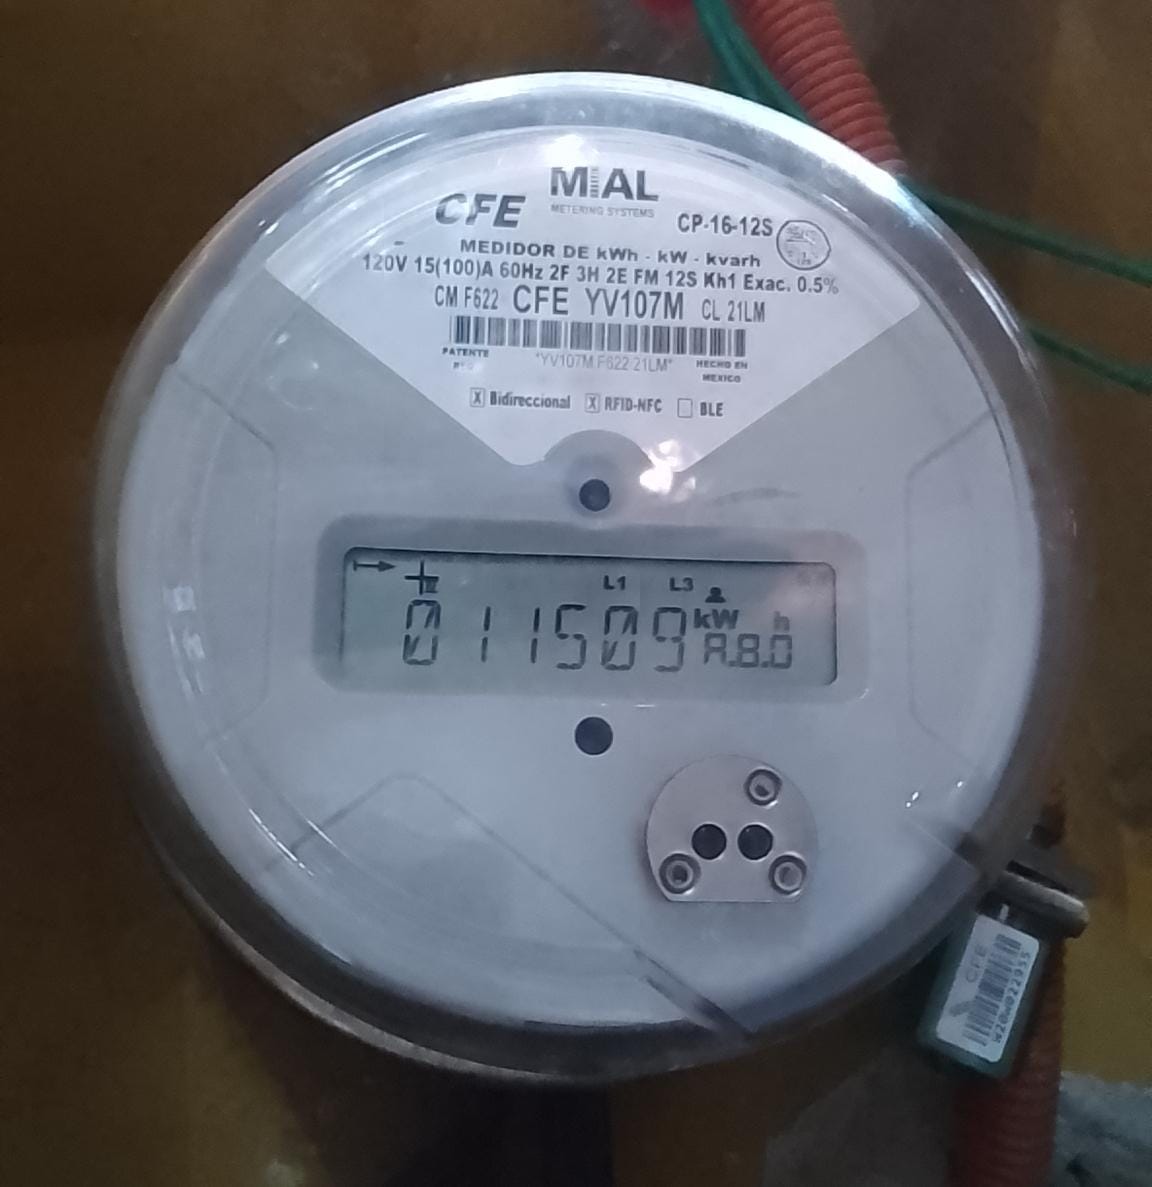 MIAL
METERING SYSTEMS
CFE
CP-16-12S
MEDIDOR DE kWh - kW - kvarh
120V 15(100)A 60Hz 2F 3H 2E FM 12S Kh1 Exac. 0.5%
CM F622 CFE YV107M CL 21LM
PATENTE
*YV107M F622 21LM*
HECHO EN
MEXICO
X Bidireccional X RFID-NFC BLE
L1 L3
011509 kW h
A.8.0
CFE